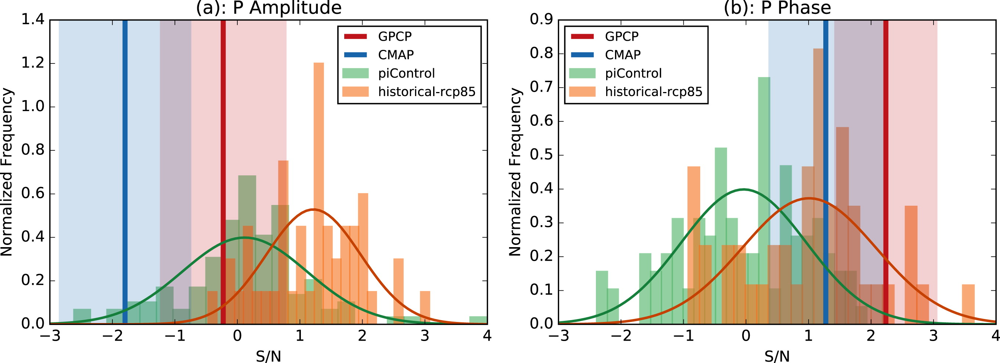 (a): P Amplitude
1.4
1.2
1.0
0.8
0.6
0.4
0.2
0.0
Normalized Frequency
GPCP
CMAP
piControl
historical-rcp85
−3 −2 −1 0 1 2 3 4
S/N
(b): P Phase
0.9
0.8
0.7
0.6
0.5
0.4
0.3
0.2
0.1
0.0
Normalized Frequency
GPCP
CMAP
piControl
historical-rcp85
−3 −2 −1 0 1 2 3 4
S/N